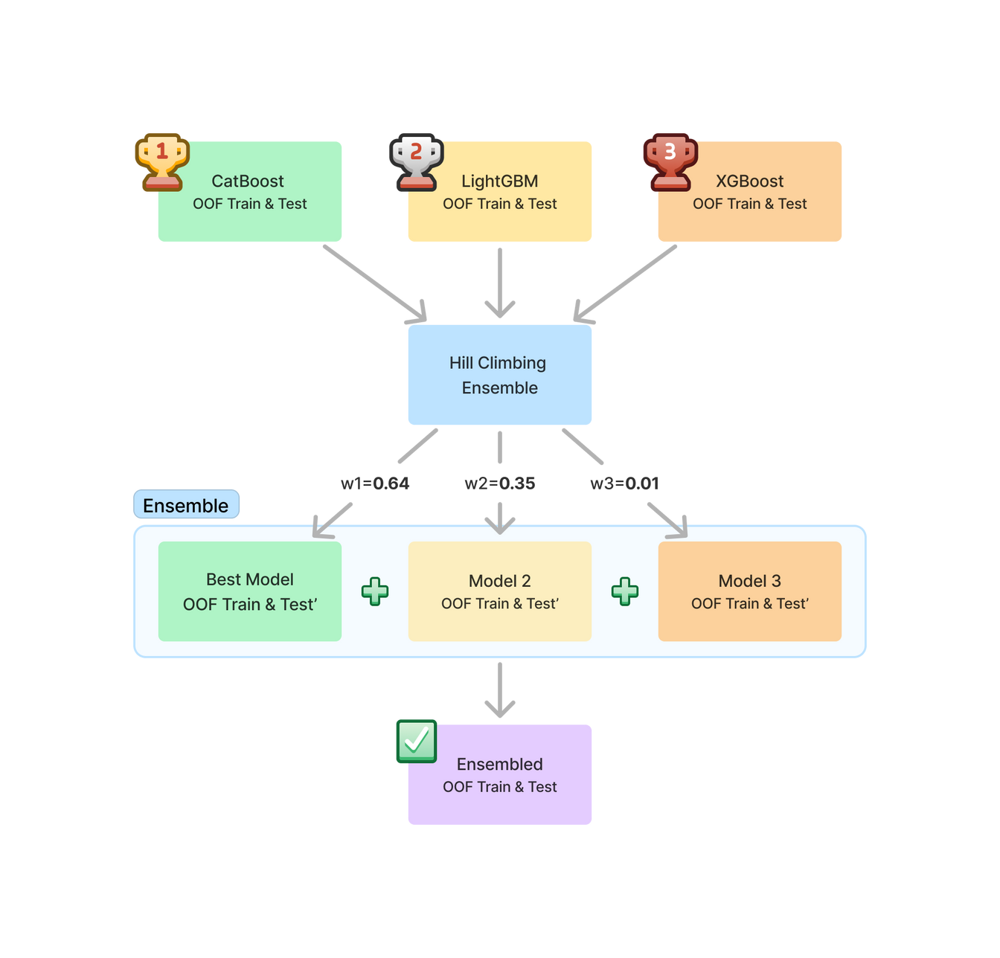 1
CatBoost
OOF Train & Test
2
LightGBM
OOF Train & Test
3
XGBoost
OOF Train & Test
Hill Climbing
Ensemble
w1=0.64
w2=0.35
w3=0.01
Ensemble
Best Model
OOF Train & Test’
Model 2
OOF Train & Test’
Model 3
OOF Train & Test’
Ensembled
OOF Train & Test